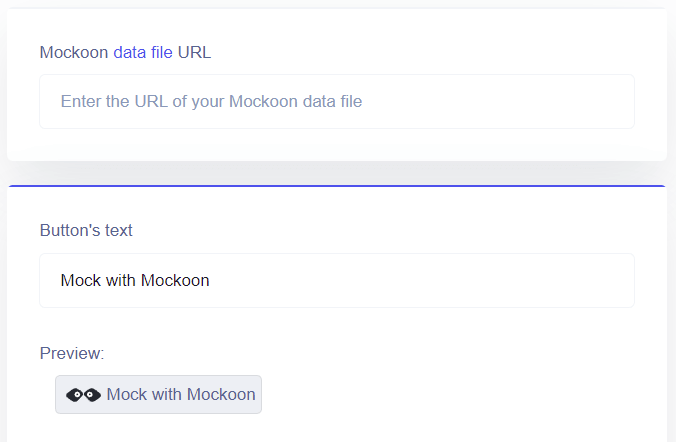 Mockoon data file URL
Enter the URL of your Mockoon data file
Button's text
Mock with Mockoon
Preview:
Mock with Mockoon